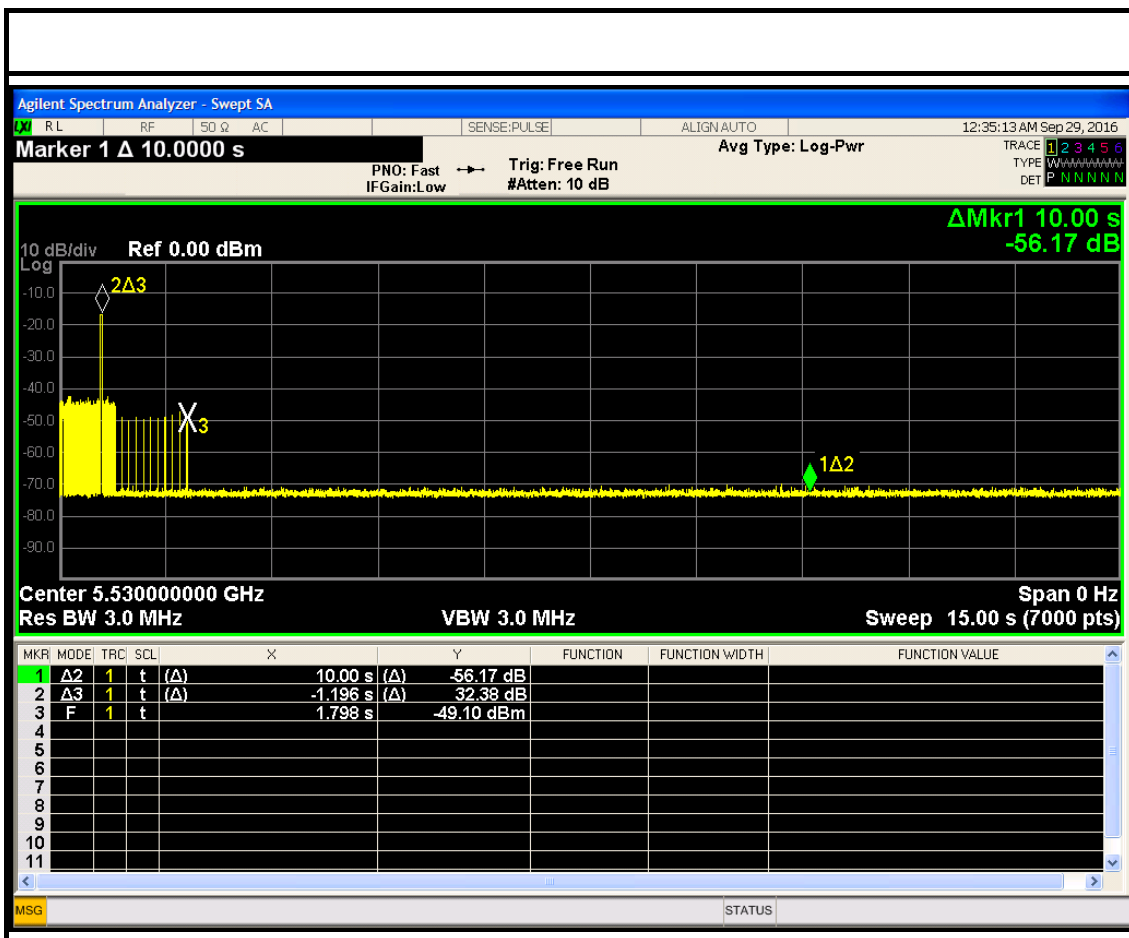 Agilent Spectrum Analyzer - Swept SA
LXI RL RF 50 Ω AC SENSE:PULSE ALIGN AUTO 12:35:13 AM Sep 29, 2016
Marker 1 Δ 10.0000 s
PNO: Fast
IFGain:Low
Trig: Free Run
#Atten: 10 dB
Avg Type: Log-Pwr
TRACE 1 2 3 4 5 6
TYPE WWWWWW
DET P N N N N N
ΔMkr1 10.00 s
-56.17 dB
10 dB/div Ref 0.00 dBm
Log
-10.0
-20.0
-30.0
-40.0
-50.0
-60.0
-70.0
-80.0
-90.0
2Δ3
X3
1Δ2
Center 5.530000000 GHz Span 0 Hz
Res BW 3.0 MHz VBW 3.0 MHz Sweep 15.00 s (7000 pts)
MKR MODE TRC SCL X Y FUNCTION FUNCTION WIDTH FUNCTION VALUE
1 Δ2 1 t (Δ) 10.00 s (Δ) -56.17 dB
2 Δ3 1 t (Δ) -1.196 s (Δ) 32.38 dB
3 F 1 t 1.798 s -49.10 dBm
4
5
6
7
8
9
10
11
MSG STATUS